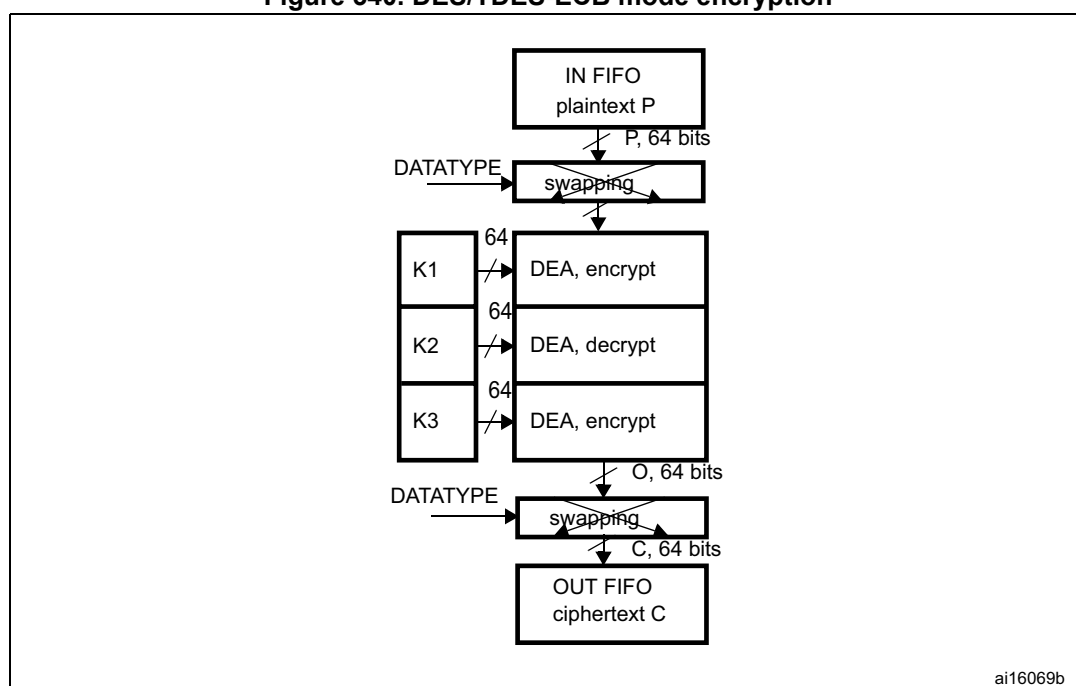 IN FIFO
plaintext P
P, 64 bits
DATATYPE
swapping
64
K1
DEA, encrypt
64
K2
DEA, decrypt
64
K3
DEA, encrypt
O, 64 bits
DATATYPE
swapping
C, 64 bits
OUT FIFO
ciphertext C
ai16069b